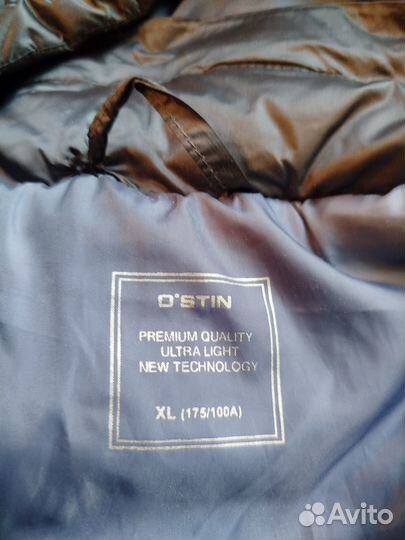 O'STIN
PREMIUM QUALITY
ULTRA LIGHT
NEW TECHNOLOGY
XL (175/100A)
Avito